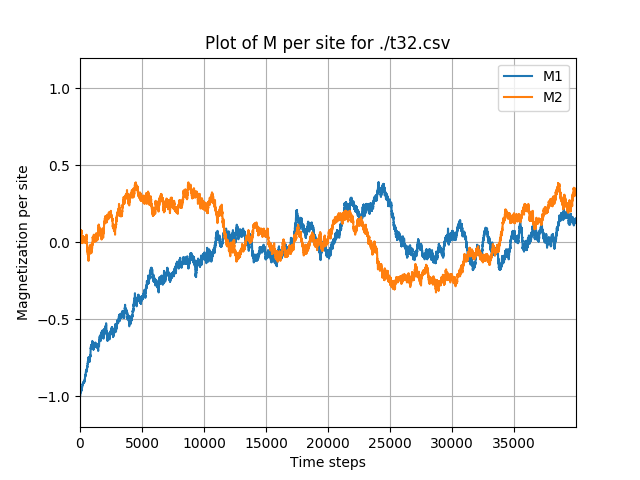 Plot of M per site for ./t32.csv
M1
M2
Magnetization per site
1.0
0.5
0.0
−0.5
−1.0
0 5000 10000 15000 20000 25000 30000 35000
Time steps